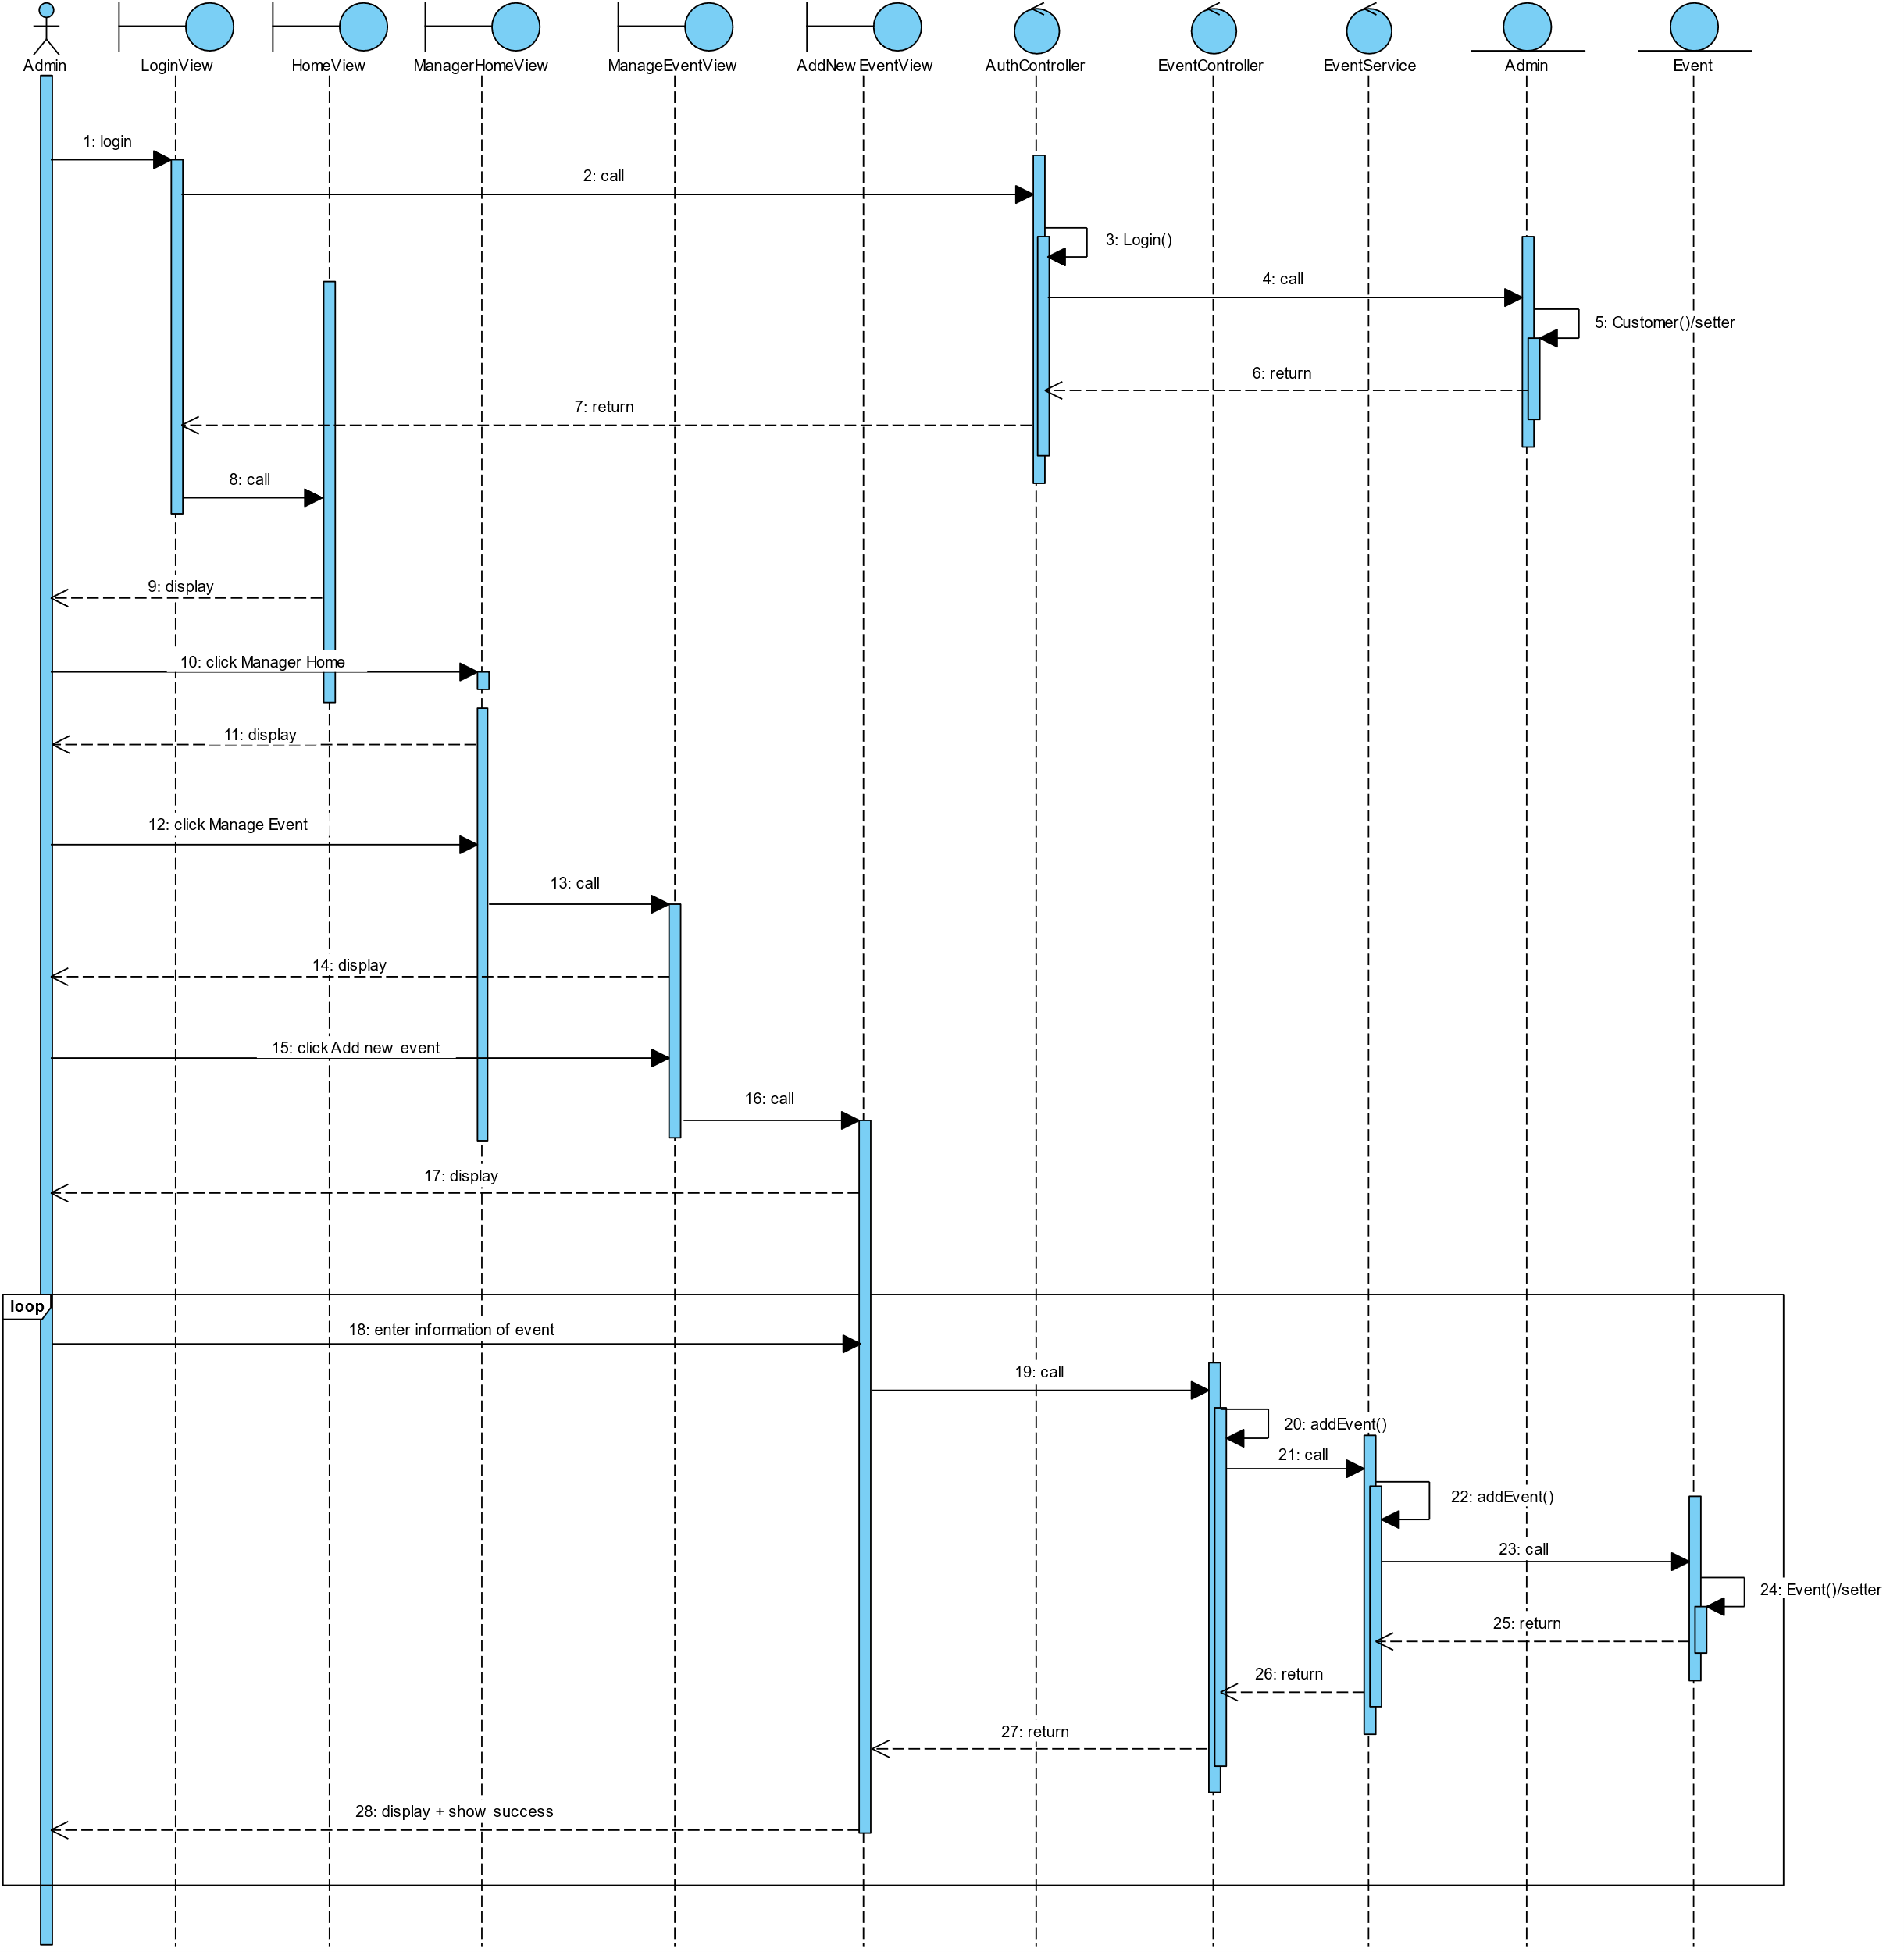 Admin
LoginView
HomeView
ManagerHomeView
ManageEventView
AddNew EventView
AuthController
EventController
EventService
Admin
Event
1: login
2: call
3: Login()
4: call
5: Customer()/setter
6: return
7: return
8: call
9: display
10: click Manager Home
11: display
12: click Manage Event
13: call
14: display
15: click Add new event
16: call
17: display
loop
18: enter information of event
19: call
20: addEvent()
21: call
22: addEvent()
23: call
24: Event()/setter
25: return
26: return
27: return
28: display + show success